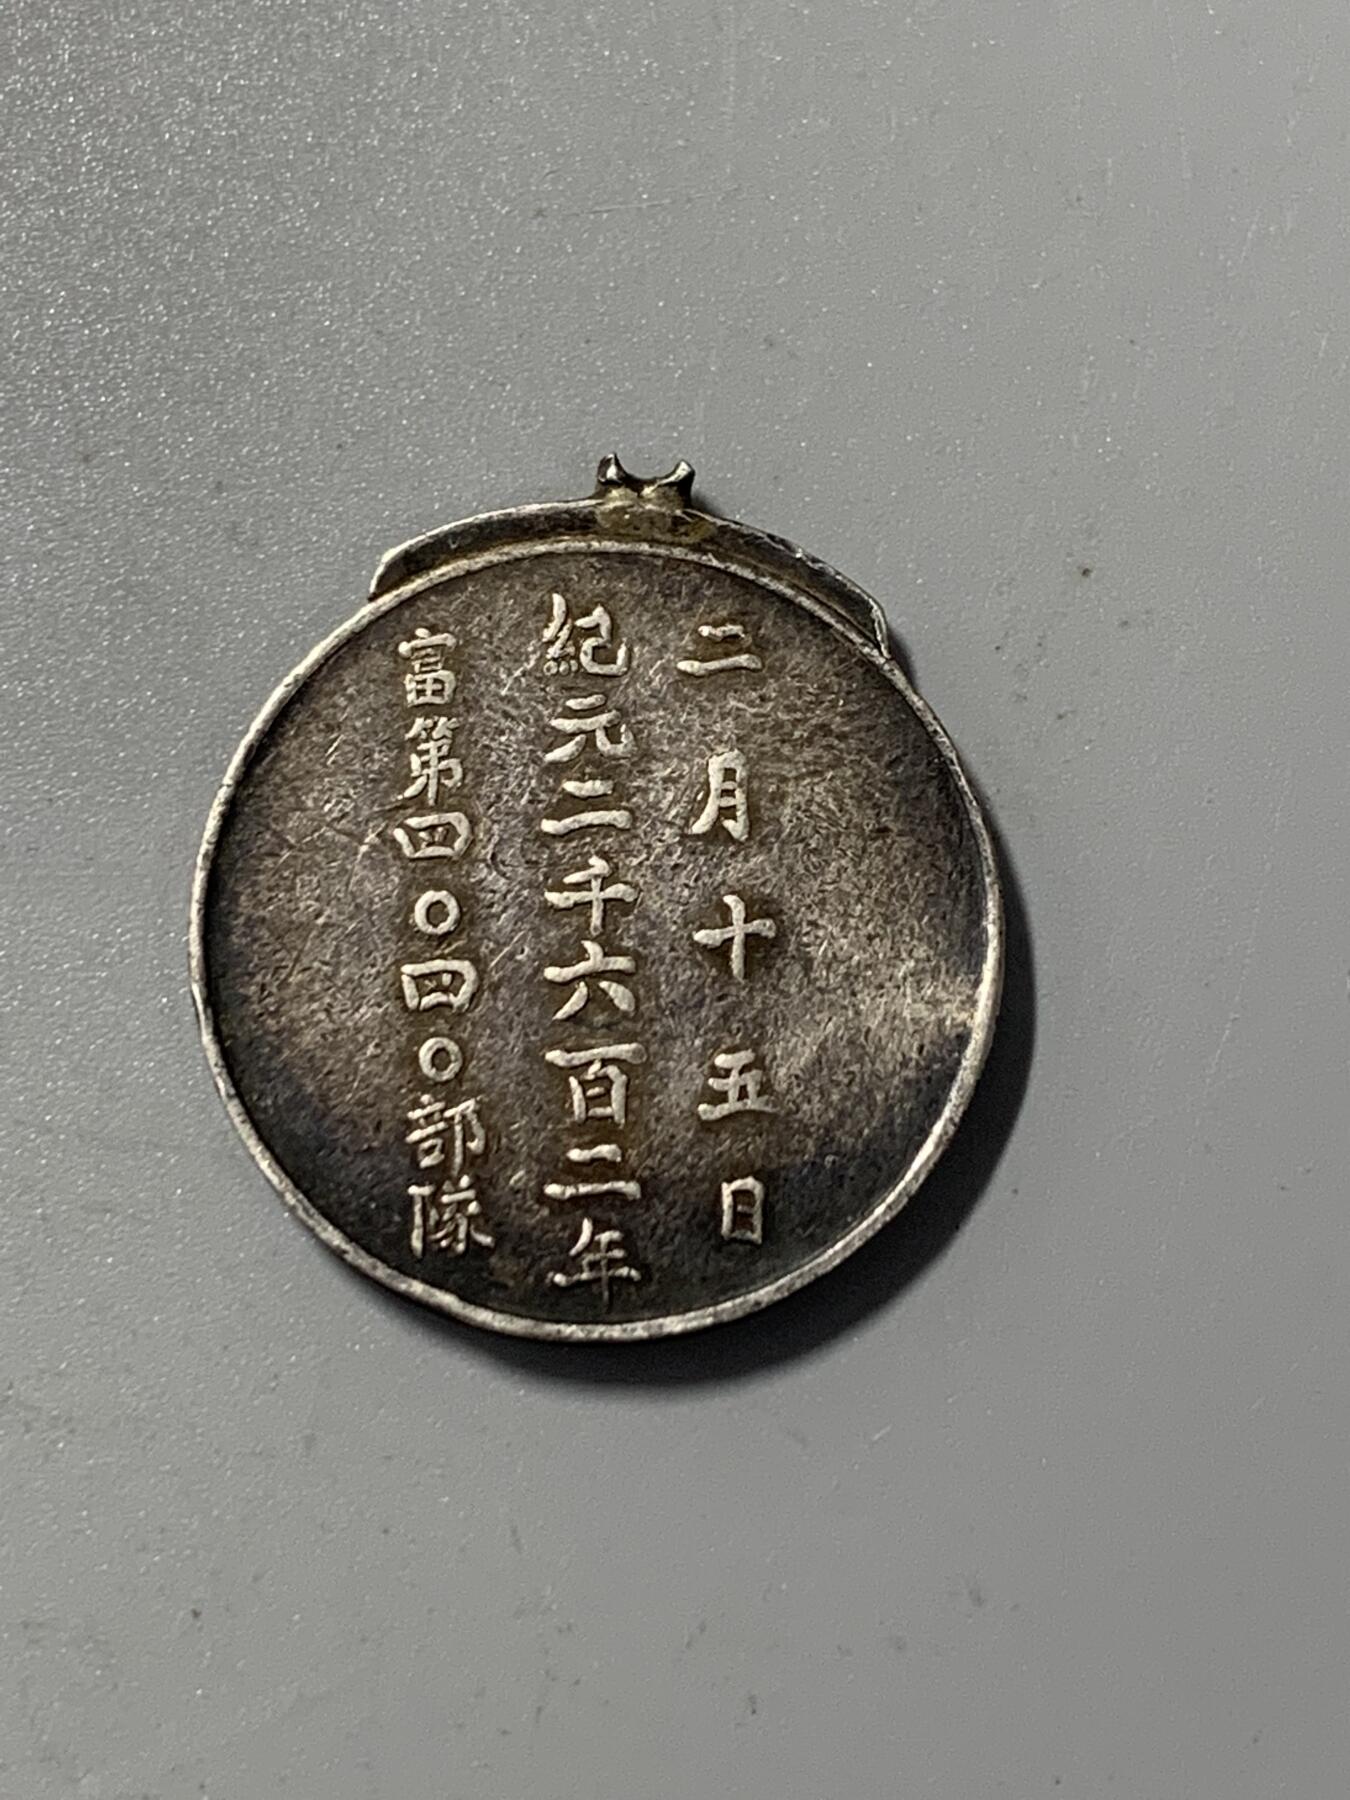 二月十五日
紀元二千六百二年
富第四〇四〇部隊